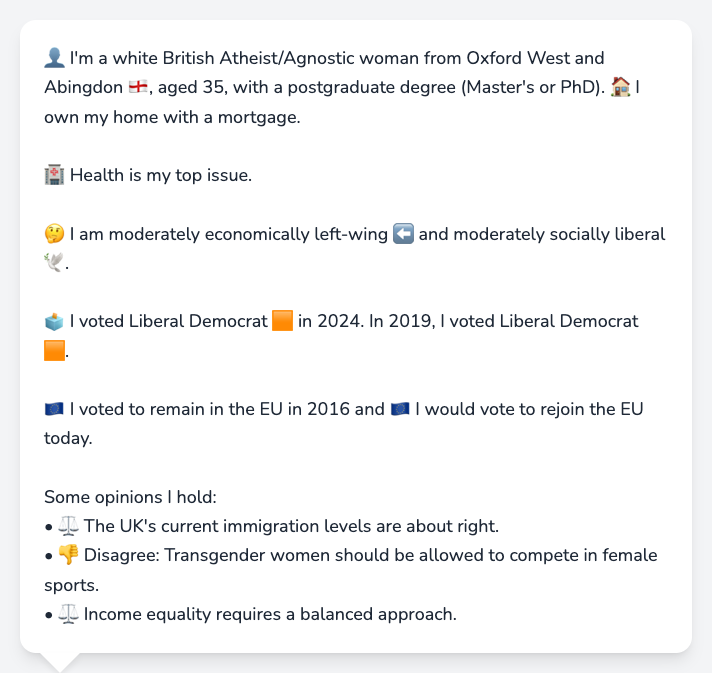 👤 I'm a white British Atheist/Agnostic woman from Oxford West and
Abingdon 🏴󠁧󠁢󠁥󠁮󠁧󠁿, aged 35, with a postgraduate degree (Master's or PhD). 🏠 I
own my home with a mortgage.
🏥 Health is my top issue.
🤔 I am moderately economically left-wing ⬅️ and moderately socially liberal
🕊️.
🗳️ I voted Liberal Democrat 🟧 in 2024. In 2019, I voted Liberal Democrat
🟧.
🇪🇺 I voted to remain in the EU in 2016 and 🇪🇺 I would vote to rejoin the EU
today.
Some opinions I hold:
• ⚖️ The UK's current immigration levels are about right.
• 👎 Disagree: Transgender women should be allowed to compete in female
sports.
• ⚖️ Income equality requires a balanced approach.